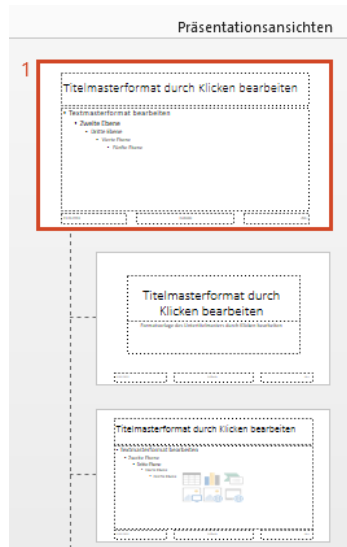 Präsentationsansichten
1
Titelmasterformat durch Klicken bearbeiten
• Textmasterformat bearbeiten
• Zweite Ebene
• Dritte Ebene
• Vierte Ebene
• Fünfte Ebene
Titelmasterformat durch
Klicken bearbeiten
Formatvorlage des Untertitelmasters durch Klicken bearbeiten
Titelmasterformat durch Klicken bearbeiten
• Textmasterformat bearbeiten
• Zweite Ebene
• Dritte Ebene
• Vierte Ebene
• Fünfte Ebene